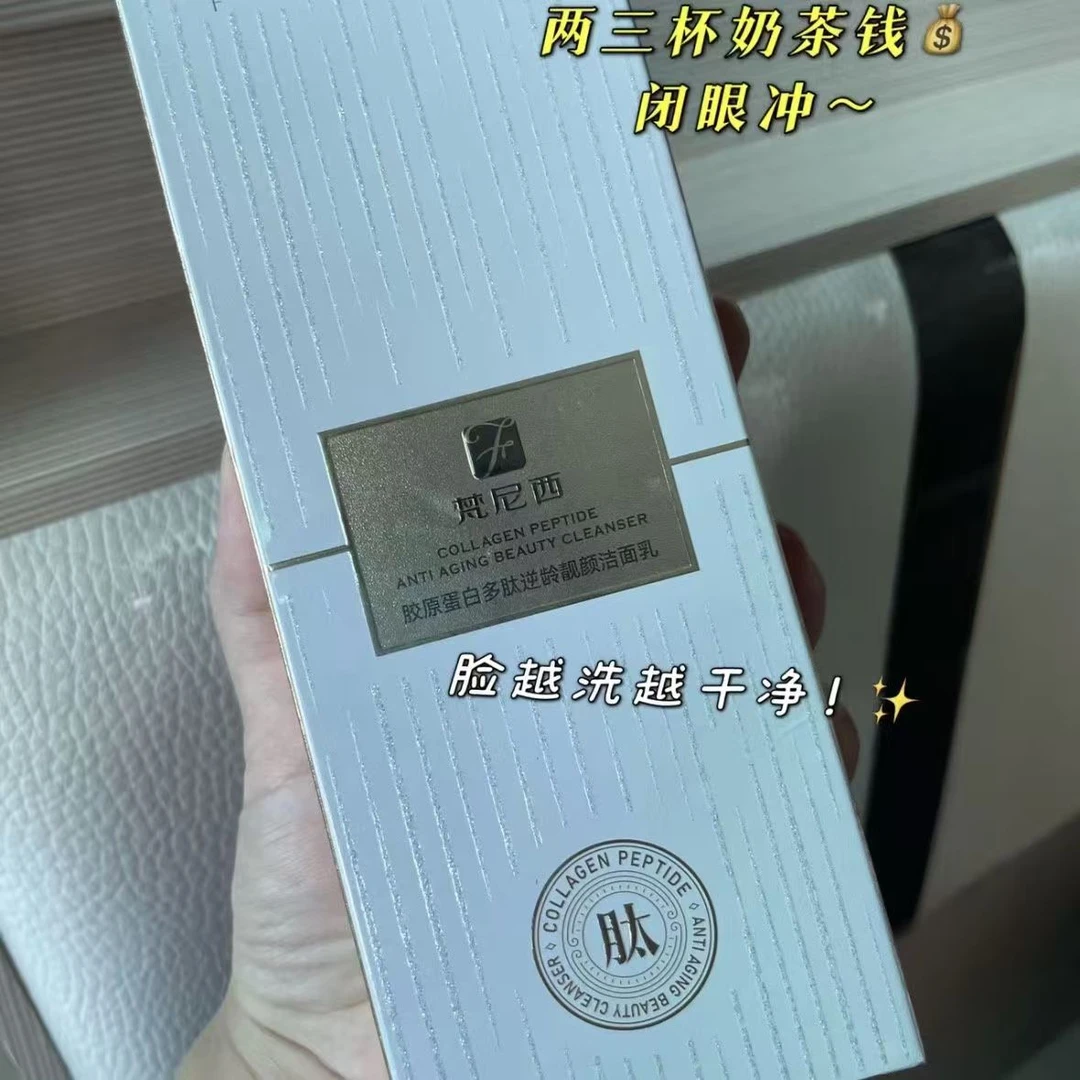 两三杯奶茶钱💰
闭眼冲~
梵尼西
COLLAGEN PEPTIDE
ANTI AGING BEAUTY CLEANSER
胶原蛋白多肽逆龄靓颜洁面乳
脸越洗越干净!✨
COLLAGEN PEPTIDE ◇ ANTI AGING BEAUTY CLEANSER ◇
肽